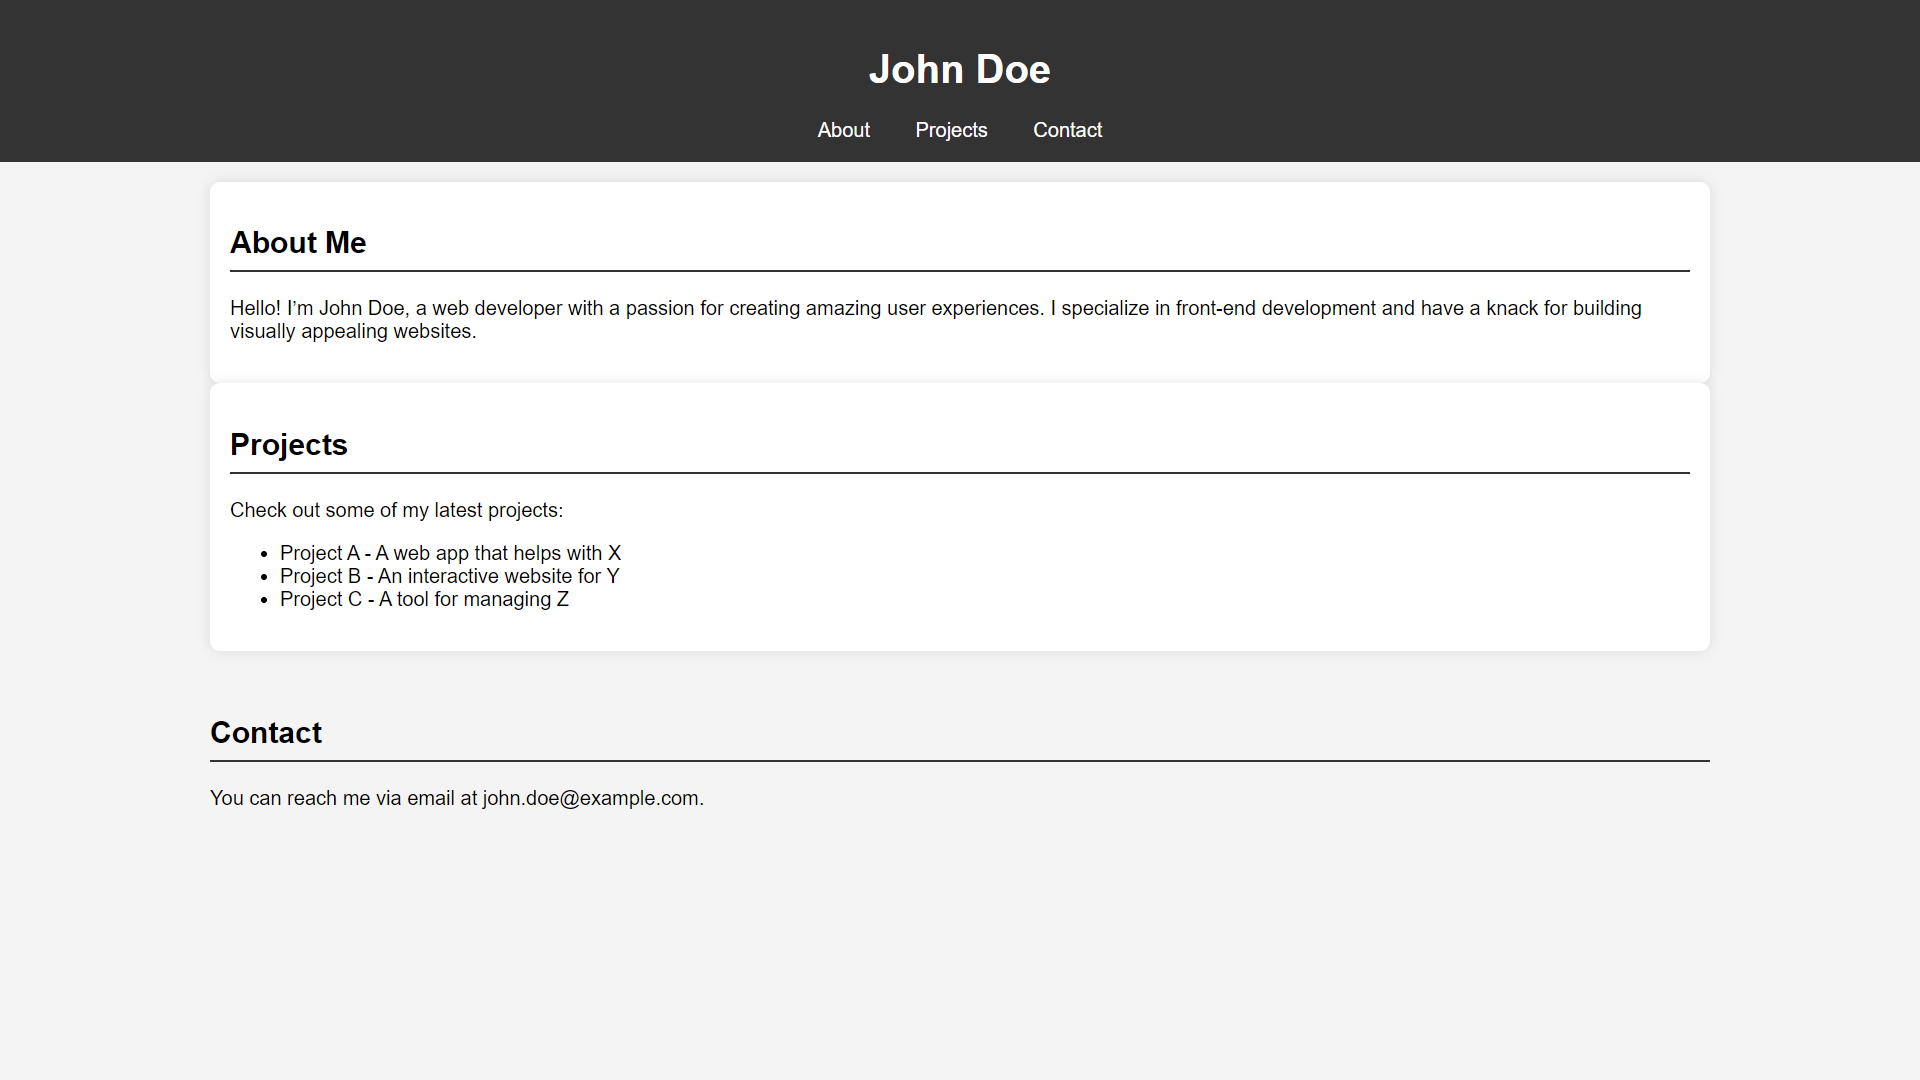 John Doe
About Projects Contact
About Me
Hello! I’m John Doe, a web developer with a passion for creating amazing user experiences. I specialize in front-end development and have a knack for building
visually appealing websites.
Projects
Check out some of my latest projects:
• Project A - A web app that helps with X
• Project B - An interactive website for Y
• Project C - A tool for managing Z
Contact
You can reach me via email at john.doe@example.com.